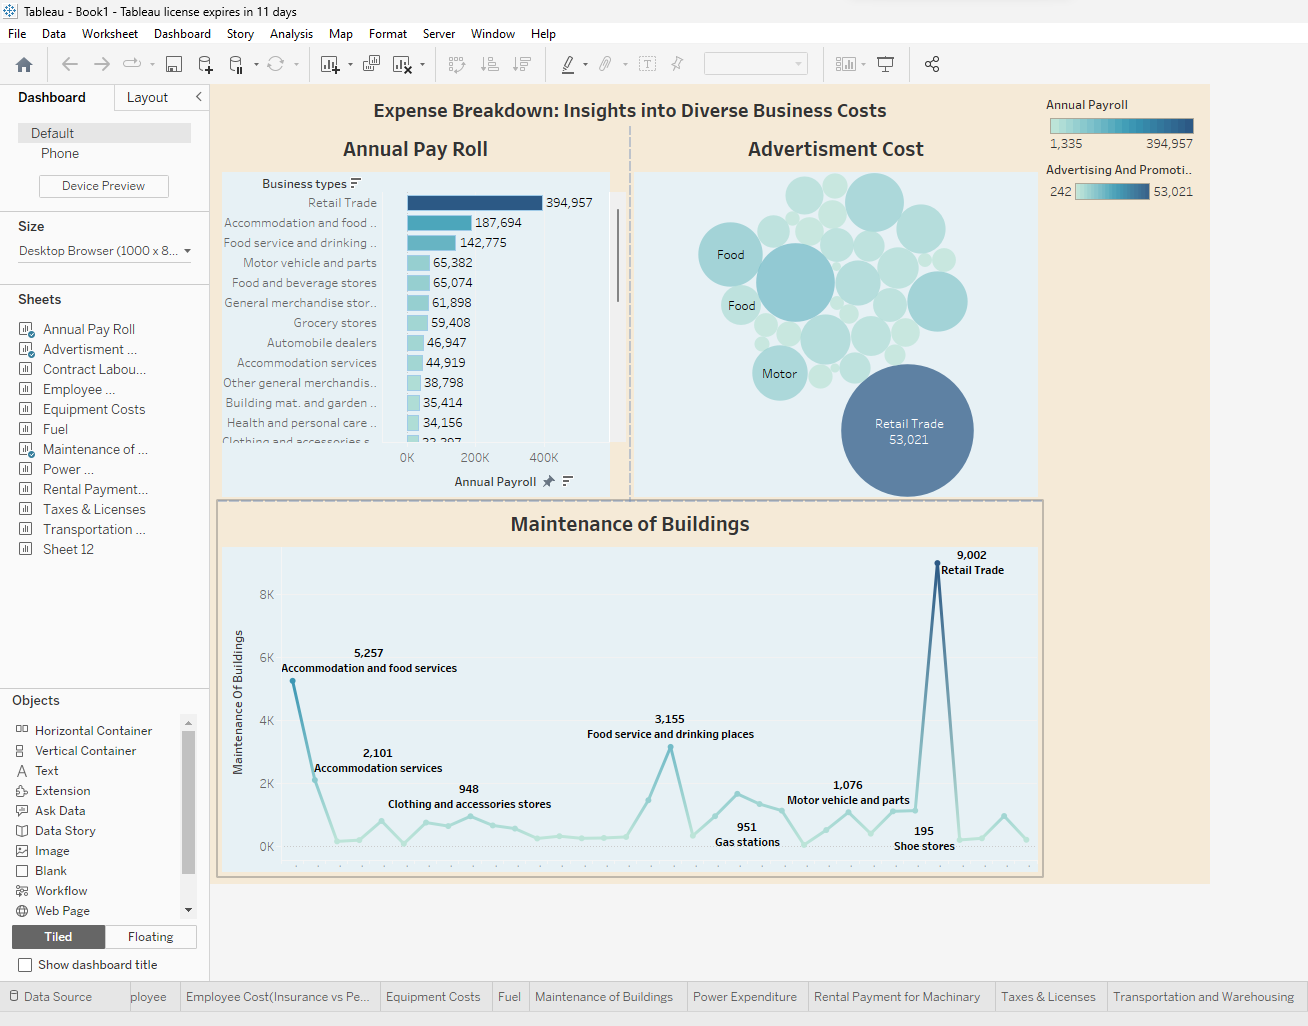 Tableau - Book1 - Tableau license expires in 11 days
File Data Worksheet Dashboard Story Analysis Map Format Server Window Help
Dashboard Layout
Default
Phone
Device Preview
Size
Desktop Browser (1000 x 8...
Sheets
Annual Pay Roll
Advertisment ...
Contract Labou...
Employee ...
Equipment Costs
Fuel
Maintenance of ...
Power ...
Rental Payment...
Taxes & Licenses
Transportation ...
Sheet 12
Objects
Horizontal Container
Vertical Container
Text
Extension
Ask Data
Data Story
Image
Blank
Workflow
Web Page
Tiled Floating
Show dashboard title
Expense Breakdown: Insights into Diverse Business Costs
Annual Pay Roll
Business types
Retail Trade 394,957
Accommodation and food .. 187,694
Food service and drinking .. 142,775
Motor vehicle and parts 65,382
Food and beverage stores 65,074
General merchandise stor.. 61,898
Grocery stores 59,408
Automobile dealers 46,947
Accommodation services 44,919
Other general merchandis.. 38,798
Building mat. and garden .. 35,414
Health and personal care .. 34,156
Clothing and accessories s..
0K 200K 400K
Annual Payroll
Advertisment Cost
Food
Food
Motor
Retail Trade
53,021
Annual Payroll
1,335 394,957
Advertising And Promoti..
242 53,021
Maintenance of Buildings
Maintenance Of Buildings
8K
6K
4K
2K
0K
5,257
Accommodation and food services
2,101
Accommodation services
948
Clothing and accessories stores
3,155
Food service and drinking places
951
Gas stations
1,076
Motor vehicle and parts
195
Shoe stores
9,002
Retail Trade
Data Source ployee Employee Cost(Insurance vs Pe... Equipment Costs Fuel Maintenance of Buildings Power Expenditure Rental Payment for Machinary Taxes & Licenses Transportation and Warehousing